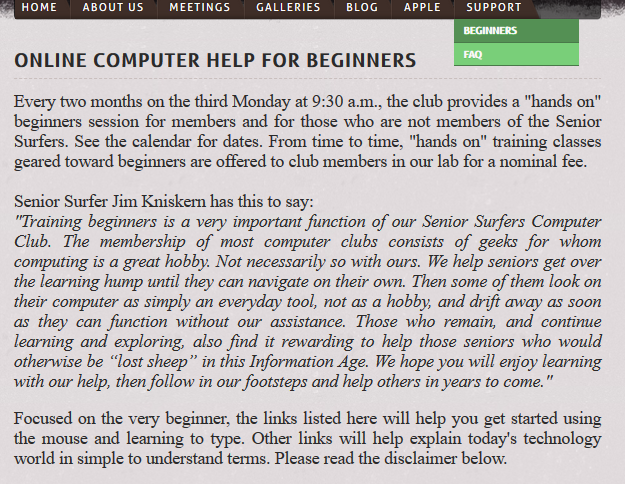 HOME ABOUT US MEETINGS GALLERIES BLOG APPLE SUPPORT
BEGINNERS
FAQ
ONLINE COMPUTER HELP FOR BEGINNERS
Every two months on the third Monday at 9:30 a.m., the club provides a "hands on"
beginners session for members and for those who are not members of the Senior
Surfers. See the calendar for dates. From time to time, "hands on" training classes
geared toward beginners are offered to club members in our lab for a nominal fee.
Senior Surfer Jim Kniskern has this to say:
"Training beginners is a very important function of our Senior Surfers Computer
Club. The membership of most computer clubs consists of geeks for whom
computing is a great hobby. Not necessarily so with ours. We help seniors get over
the learning hump until they can navigate on their own. Then some of them look on
their computer as simply an everyday tool, not as a hobby, and drift away as soon
as they can function without our assistance. Those who remain, and continue
learning and exploring, also find it rewarding to help those seniors who would
otherwise be “lost sheep” in this Information Age. We hope you will enjoy learning
with our help, then follow in our footsteps and help others in years to come."
Focused on the very beginner, the links listed here will help you get started using
the mouse and learning to type. Other links will help explain today's technology
world in simple to understand terms. Please read the disclaimer below.